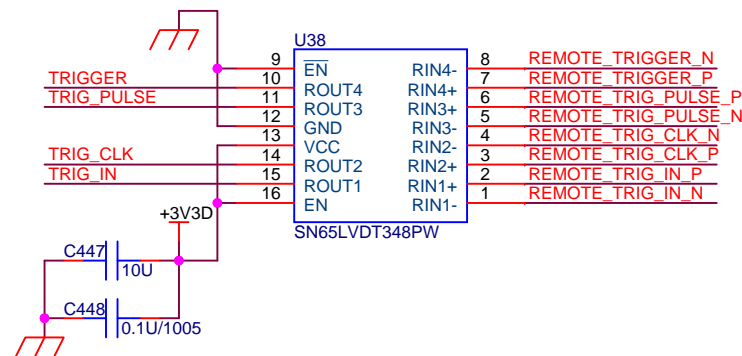 U38
9 EN RIN4- 8 REMOTE_TRIGGER_N
TRIGGER 10 ROUT4 RIN4+ 7 REMOTE_TRIGGER_P
TRIG_PULSE 11 ROUT3 RIN3+ 6 REMOTE_TRIG_PULSE_P
12 GND RIN3- 5 REMOTE_TRIG_PULSE_N
13 VCC RIN2- 4 REMOTE_TRIG_CLK_N
TRIG_CLK 14 ROUT2 RIN2+ 3 REMOTE_TRIG_CLK_P
TRIG_IN 15 ROUT1 RIN1+ 2 REMOTE_TRIG_IN_P
16 EN RIN1- 1 REMOTE_TRIG_IN_N
+3V3D
SN65LVDT348PW
C447
10U
C448
0.1U/1005